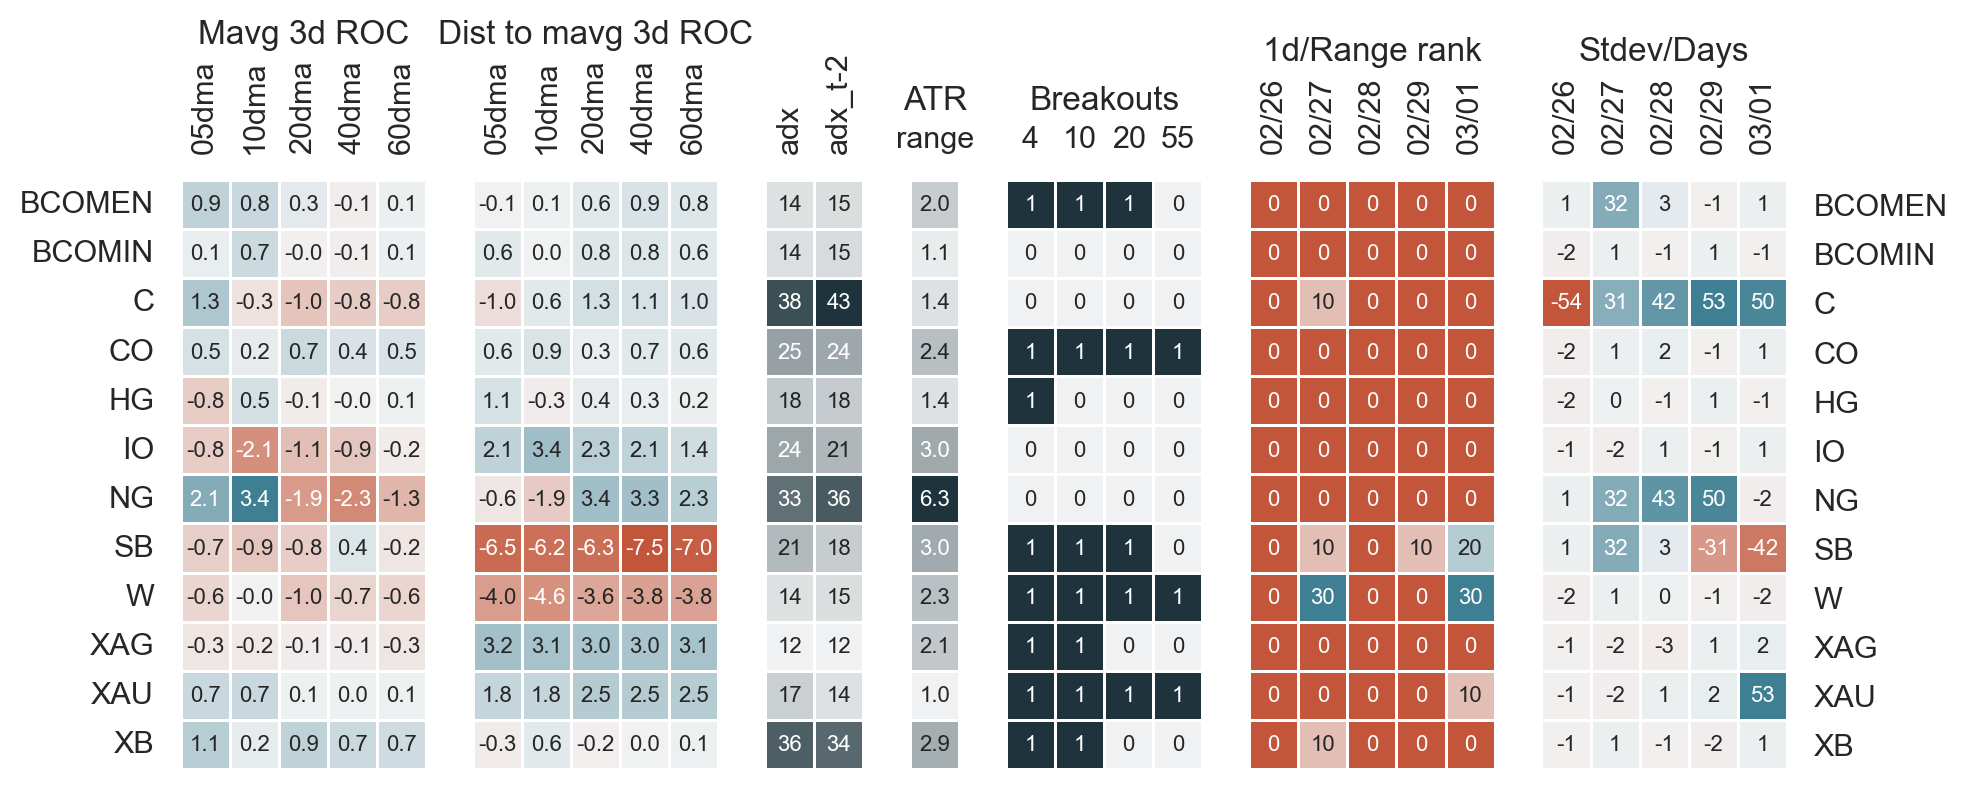 Mavg 3d ROC Dist to mavg 3d ROC 1d/Range rank Stdev/Days
ATR range Breakouts
05dma 10dma 20dma 40dma 60dma 05dma 10dma 20dma 40dma 60dma adx adx_t-2 4 10 20 55 02/26 02/27 02/28 02/29 03/01 02/26 02/27 02/28 02/29 03/01
BCOMEN 0.9 0.8 0.3 -0.1 0.1 -0.1 0.1 0.6 0.9 0.8 14 15 2.0 1 1 1 0 0 0 0 0 0 1 32 3 -1 1 BCOMEN
BCOMIN 0.1 0.7 -0.0 -0.1 0.1 0.6 0.0 0.8 0.8 0.6 14 15 1.1 0 0 0 0 0 0 0 0 0 -2 1 -1 1 -1 BCOMIN
C 1.3 -0.3 -1.0 -0.8 -0.8 -1.0 0.6 1.3 1.1 1.0 38 43 1.4 0 0 0 0 0 10 0 0 0 -54 31 42 53 50 C
CO 0.5 0.2 0.7 0.4 0.5 0.6 0.9 0.3 0.7 0.6 25 24 2.4 1 1 1 1 0 0 0 0 0 -2 1 2 -1 1 CO
HG -0.8 0.5 -0.1 -0.0 0.1 1.1 -0.3 0.4 0.3 0.2 18 18 1.4 1 0 0 0 0 0 0 0 0 -2 0 -1 1 -1 HG
IO -0.8 -2.1 -1.1 -0.9 -0.2 2.1 3.4 2.3 2.1 1.4 24 21 3.0 0 0 0 0 0 0 0 0 0 -1 -2 1 -1 1 IO
NG 2.1 3.4 -1.9 -2.3 -1.3 -0.6 -1.9 3.4 3.3 2.3 33 36 6.3 0 0 0 0 0 0 0 0 0 1 32 43 50 -2 NG
SB -0.7 -0.9 -0.8 0.4 -0.2 -6.5 -6.2 -6.3 -7.5 -7.0 21 18 3.0 1 1 1 0 0 10 0 10 20 1 32 3 -31 -42 SB
W -0.6 -0.0 -1.0 -0.7 -0.6 -4.0 -4.6 -3.6 -3.8 -3.8 14 15 2.3 1 1 1 1 0 30 0 0 30 -2 1 0 -1 -2 W
XAG -0.3 -0.2 -0.1 -0.1 -0.3 3.2 3.1 3.0 3.0 3.1 12 12 2.1 1 1 0 0 0 0 0 0 0 -1 -2 -3 1 2 XAG
XAU 0.7 0.7 0.1 0.0 0.1 1.8 1.8 2.5 2.5 2.5 17 14 1.0 1 1 1 1 0 0 0 0 10 -1 -2 1 2 53 XAU
XB 1.1 0.2 0.9 0.7 0.7 -0.3 0.6 -0.2 0.0 0.1 36 34 2.9 1 1 0 0 0 10 0 0 0 -1 1 -1 -2 1 XB